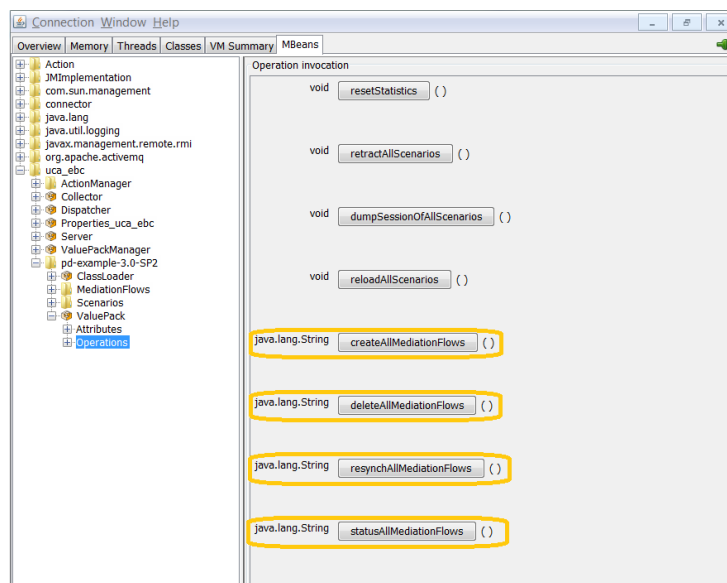 Connection Window Help
Overview Memory Threads Classes VM Summary MBeans
Action
JMImplementation
com.sun.management
connector
java.lang
java.util.logging
javax.management.remote.rmi
org.apache.activemq
uca_ebc
ActionManager
Collector
Dispatcher
Properties_uca_ebc
Server
ValuePackManager
pd-example-3.0-SP2
ClassLoader
MediationFlows
Scenarios
ValuePack
Attributes
Operations
Operation invocation
void resetStatistics ( )
void retractAllScenarios ( )
void dumpSessionOfAllScenarios ( )
void reloadAllScenarios ( )
java.lang.String createAllMediationFlows ( )
java.lang.String deleteAllMediationFlows ( )
java.lang.String resynchAllMediationFlows ( )
java.lang.String statusAllMediationFlows ( )